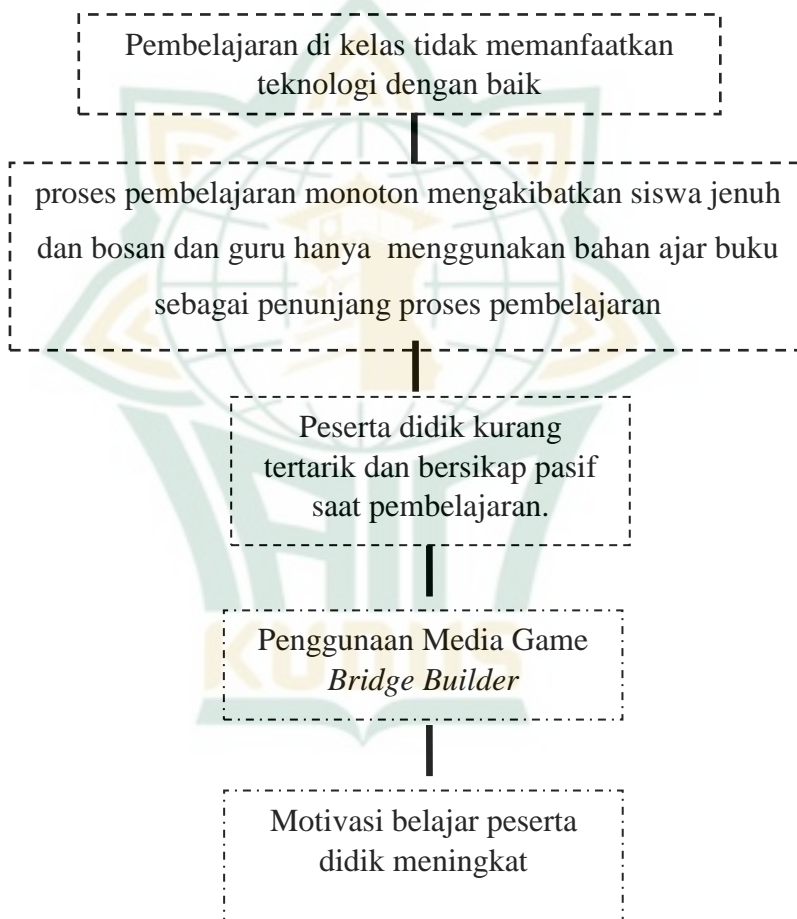 Pembelajaran di kelas tidak memanfaatkan
teknologi dengan baik
proses pembelajaran monoton mengakibatkan siswa jenuh
dan bosan dan guru hanya menggunakan bahan ajar buku
sebagai penunjang proses pembelajaran
Peserta didik kurang
tertarik dan bersikap pasif
saat pembelajaran.
KUDUS
Penggunaan Media Game
Bridge Builder
Motivasi belajar peserta
didik meningkat